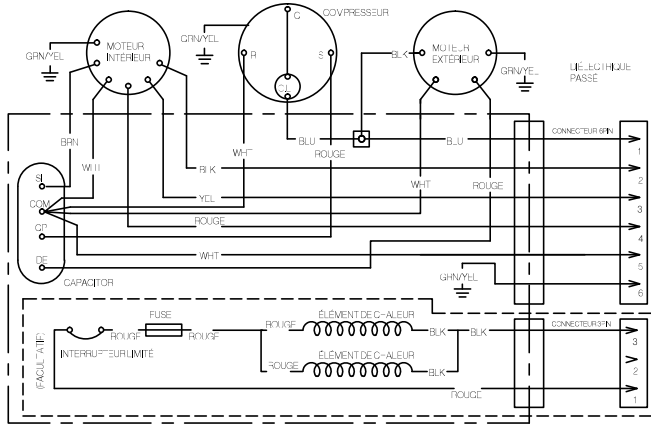 COMPRESSEUR
C
GRN/YEL
MOTEUR
INTÉRIEUR
GRN/YEL
R
S
BLK
MOTEUR
EXTÉRIEUR
GRN/YEL
DIÉLECTRIQUE
PASSÉ
BRN
WHT
WHT
BLU
ROUGE
BLU
CONNECTEUR 6PIN
1
BLK
2
SI
WHT
ROUGE
COM
YEL
3
ROUGE
4
WHT
5
CAPACITOR
GRN/YEL
6
(FACULTATIF)
FUSE
ROUGE
ROUGE
INTERRUPTEUR LIMITÉ
ROUGE
ÉLÉMENT DE CHALEUR
BLK
BLK
CONNECTEUR 3PIN
3
ROUGE
ÉLÉMENT DE CHALEUR
BLK
2
ROUGE
1